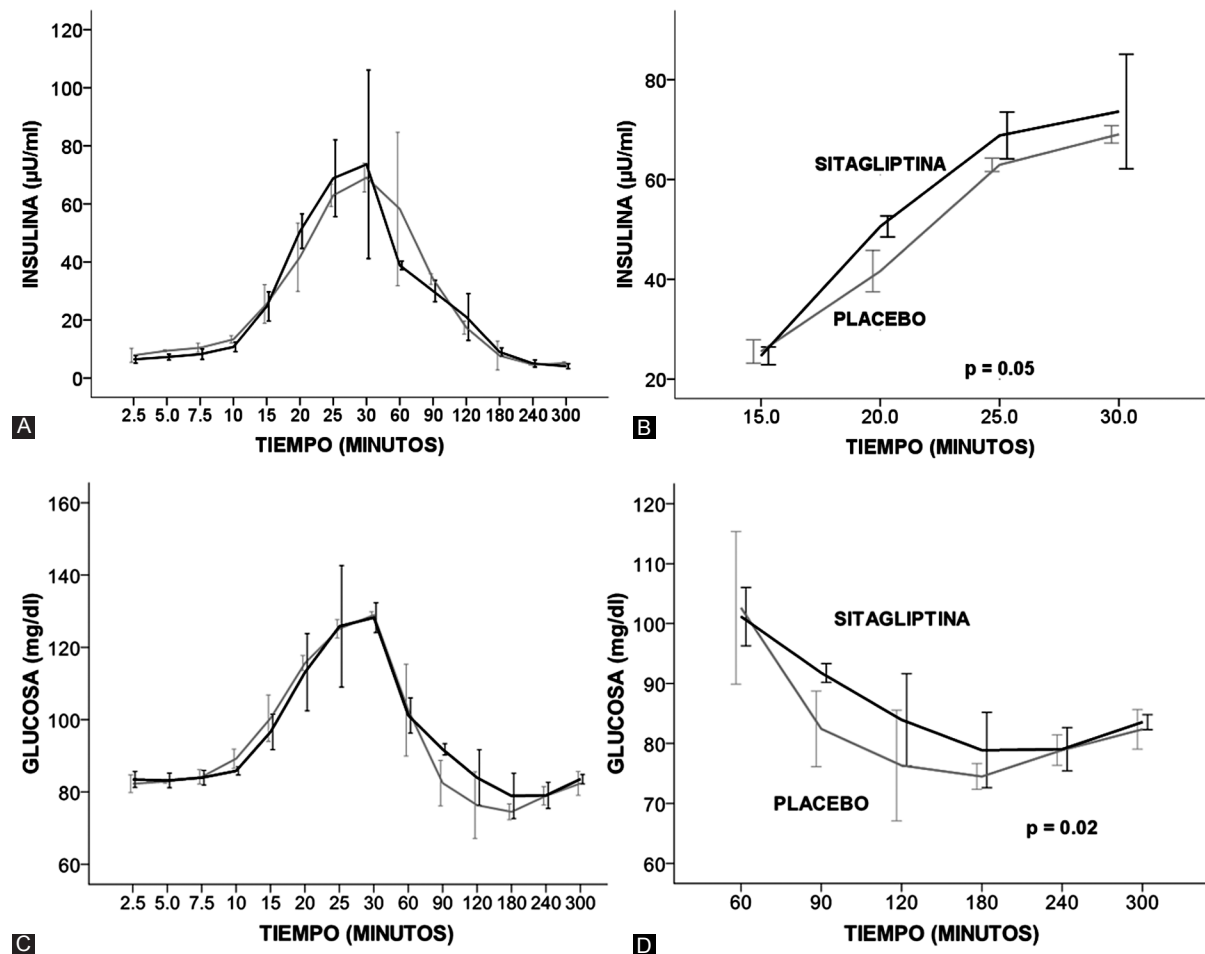 120
100
80
60
40
20
0
INSULINA (µU/ml)
2.5 5.0 7.5 10 15 20 25 30 60 90 120 180 240 300
TIEMPO (MINUTOS)
A
80
60
40
20
INSULINA (µU/ml)
SITAGLIPTINA
PLACEBO
p = 0.05
15.0 20.0 25.0 30.0
TIEMPO (MINUTOS)
B
160
140
120
100
80
60
GLUCOSA (mg/dl)
2.5 5.0 7.5 10 15 20 25 30 60 90 120 180 240 300
TIEMPO (MINUTOS)
C
120
110
100
90
80
70
60
GLUCOSA (mg/dl)
SITAGLIPTINA
PLACEBO
p = 0.02
60 90 120 180 240 300
TIEMPO (MINUTOS)
D